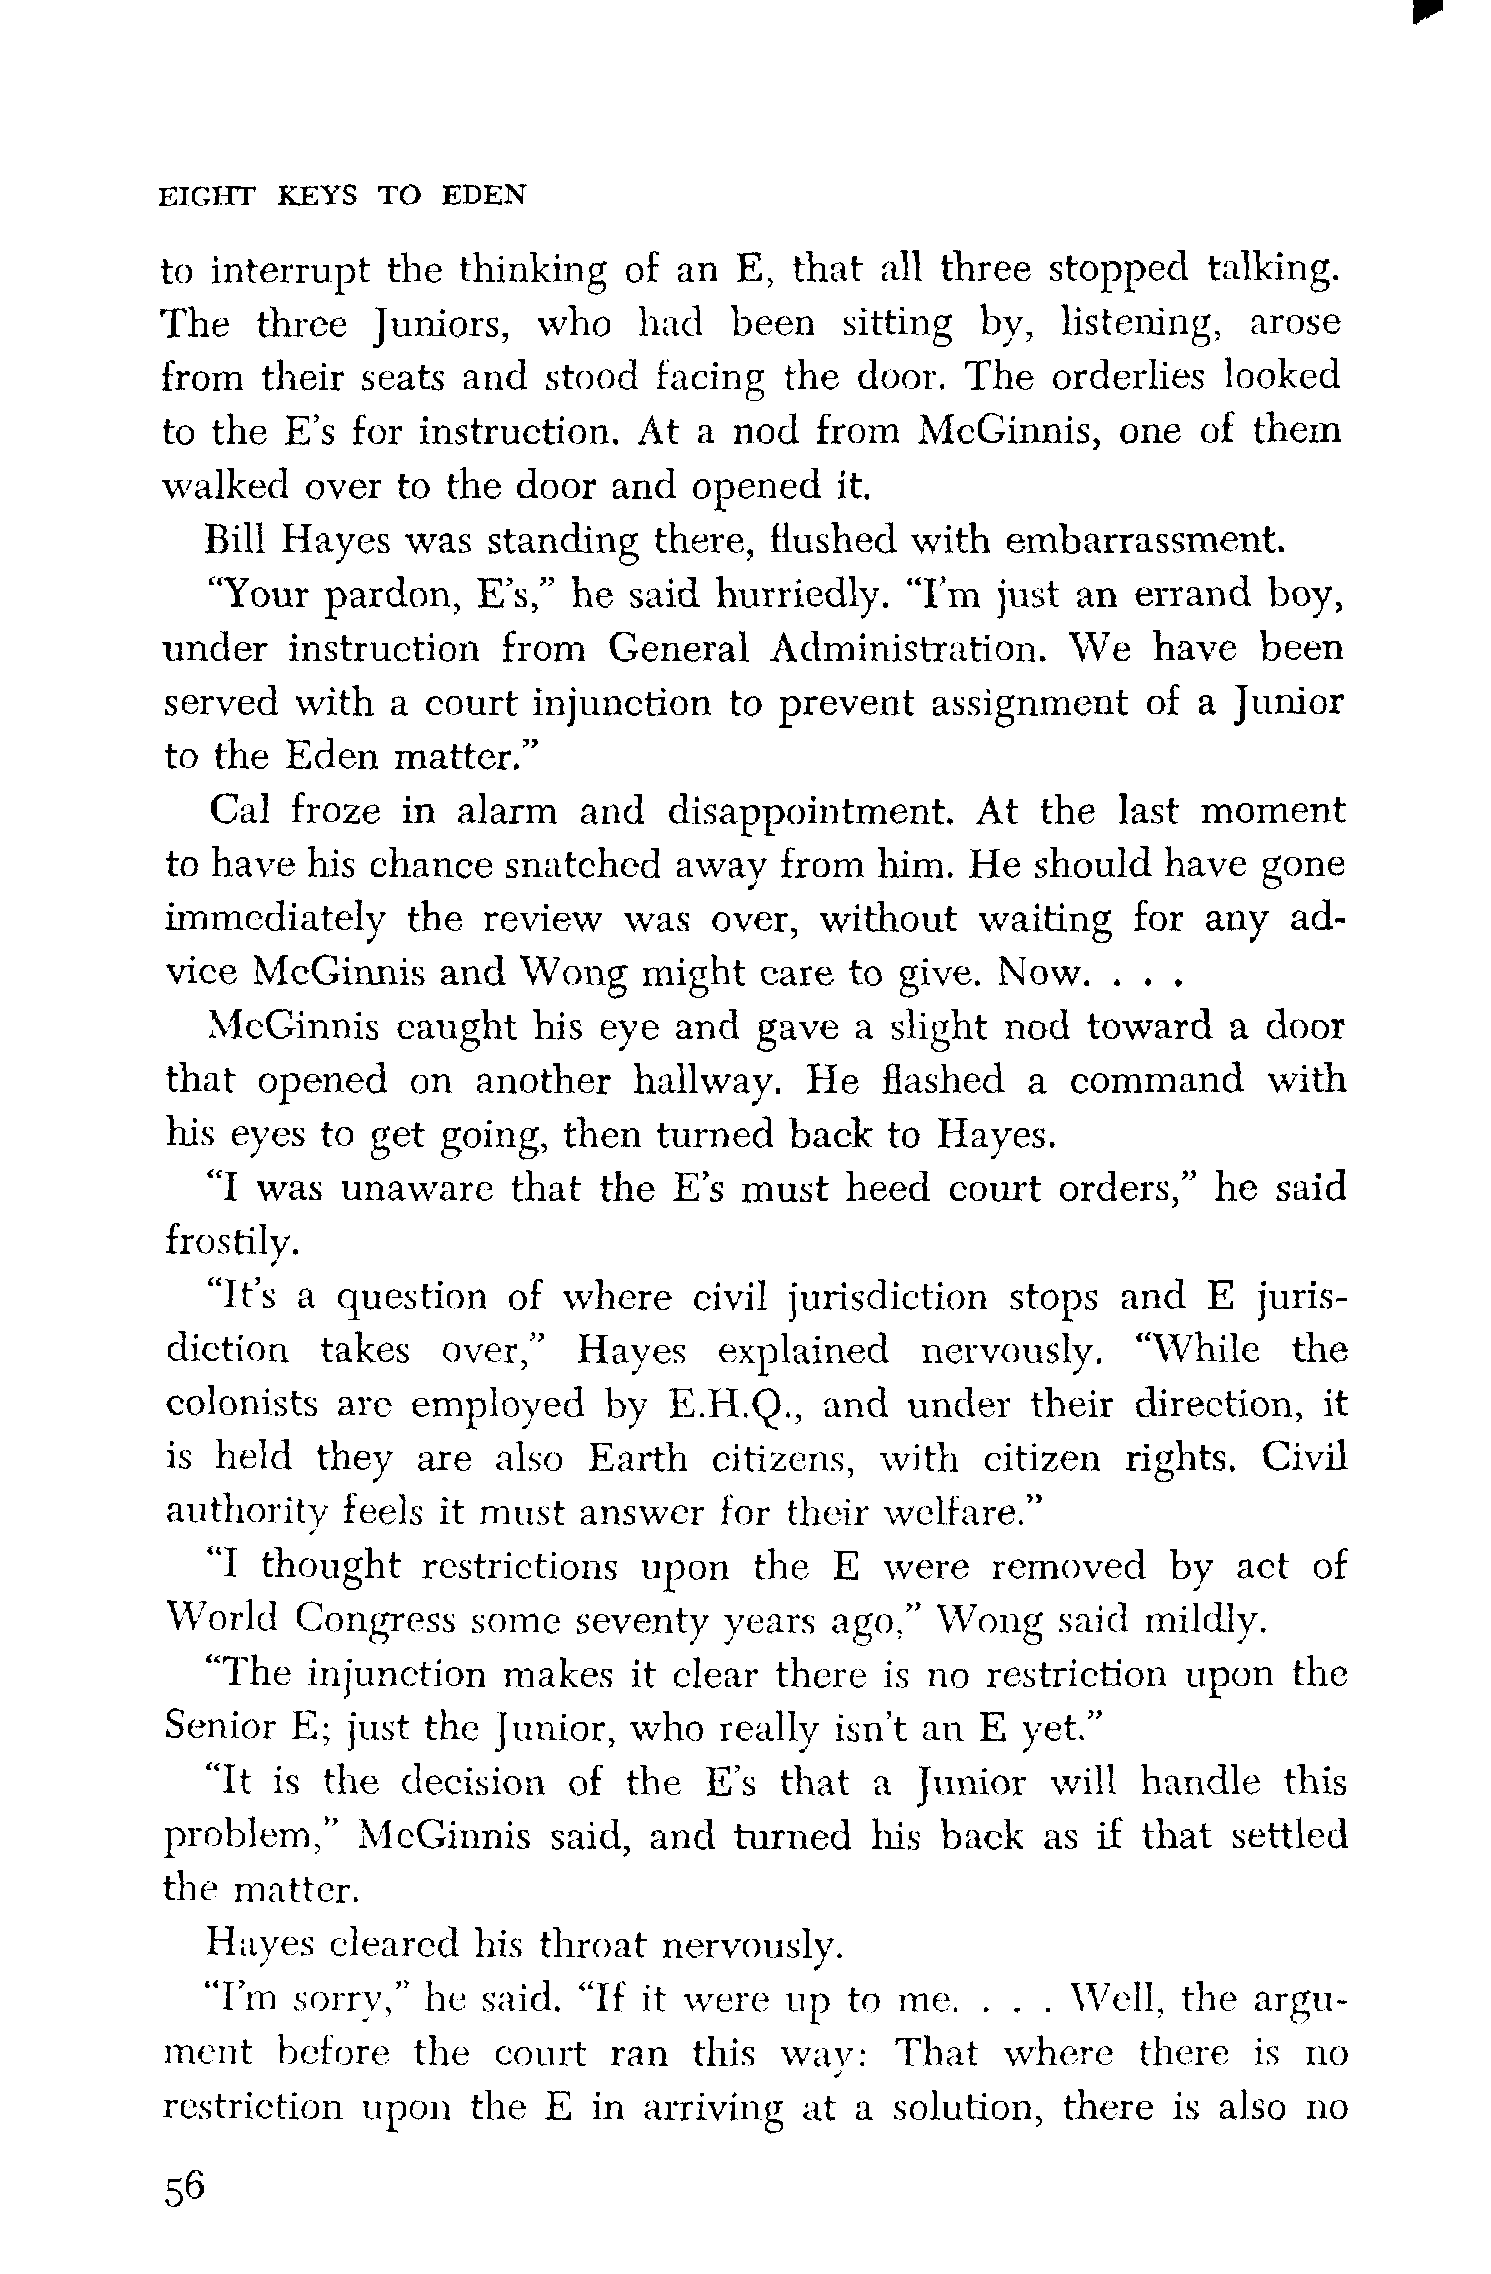 EIGHT KEYS TO EDEN
to interrupt the thinking of an E, that all three stopped talking.
The three Juniors, who had been sitting by, listening, arose
from their seats and stood facing the door. The orderlies looked
to the E's for instruction. At a nod from McGinnis, one of them
walked over to the door and opened it.
Bill Hayes was standing there, flushed with embarrassment.
“Your pardon, E's,” he said hurriedly. “I'm just an errand boy,
under instruction from General Administration. We have been
served with a court injunction to prevent assignment of a Junior
to the Eden matter.”
Cal froze in alarm and disappointment. At the last moment
to have his chance snatched away from him. He should have gone
immediately the review was over, without waiting for any ad-
vice McGinnis and Wong might care to give. Now. . . .
McGinnis caught his eye and gave a slight nod toward a door
that opened on another hallway. He flashed a command with
his eyes to get going, then turned back to Hayes.
“I was unaware that the E's must heed court orders,” he said
frostily.
“It's a question of where civil jurisdiction stops and E juris-
diction takes over,” Hayes explained nervously. “While the
colonists are employed by E.H.Q., and under their direction, it
is held they are also Earth citizens, with citizen rights. Civil
authority feels it must answer for their welfare.”
“I thought restrictions upon the E were removed by act of
World Congress some seventy years ago,” Wong said mildly.
“The injunction makes it clear there is no restriction upon the
Senior E; just the Junior, who really isn't an E yet.”
“It is the decision of the E's that a Junior will handle this
problem,” McGinnis said, and turned his back as if that settled
the matter.
Hayes cleared his throat nervously.
“I'm sorry,” he said. “If it were up to me. . . . Well, the argu-
ment before the court ran this way: That where there is no
restriction upon the E in arriving at a solution, there is also no
56